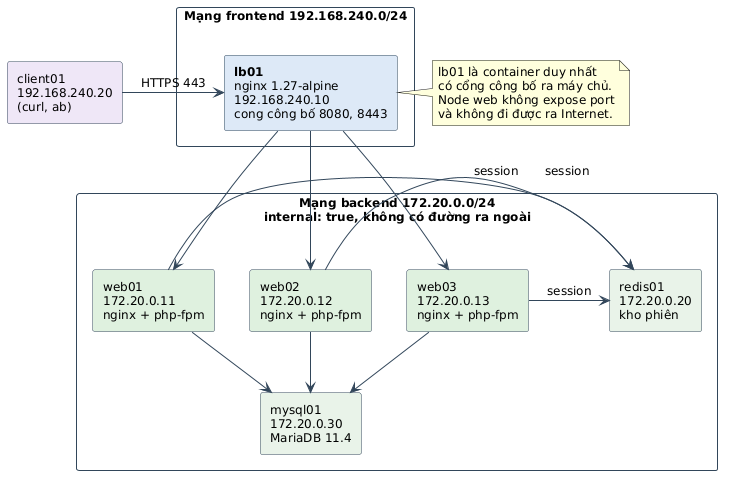 Mạng frontend 192.168.240.0/24
client01
192.168.240.20
(curl, ab)
HTTPS 443
lb01
nginx 1.27-alpine
192.168.240.10
cong công bố 8080, 8443
lb01 là container duy nhất
có cổng công bố ra máy chủ.
Node web không expose port
và không đi được ra Internet.
session
session
Mạng backend 172.20.0.0/24
internal: true, không có đường ra ngoài
web01
172.20.0.11
nginx + php-fpm
web02
172.20.0.12
nginx + php-fpm
web03
172.20.0.13
nginx + php-fpm
session
redis01
172.20.0.20
kho phiên
mysql01
172.20.0.30
MariaDB 11.4